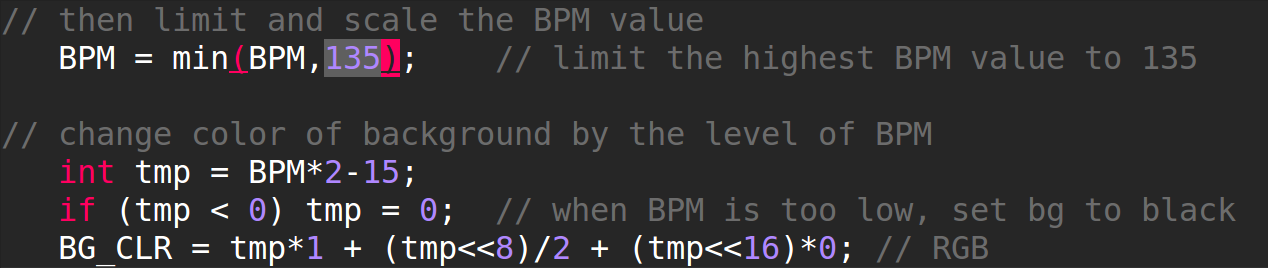 // then limit and scale the BPM value
BPM = min(BPM,135);    // limit the highest BPM value to 135
// change color of background by the level of BPM
int tmp = BPM*2-15;
if (tmp < 0) tmp = 0;  // when BPM is too low, set bg to black
BG_CLR = tmp*1 + (tmp<<8)/2 + (tmp<<16)*0; // RGB